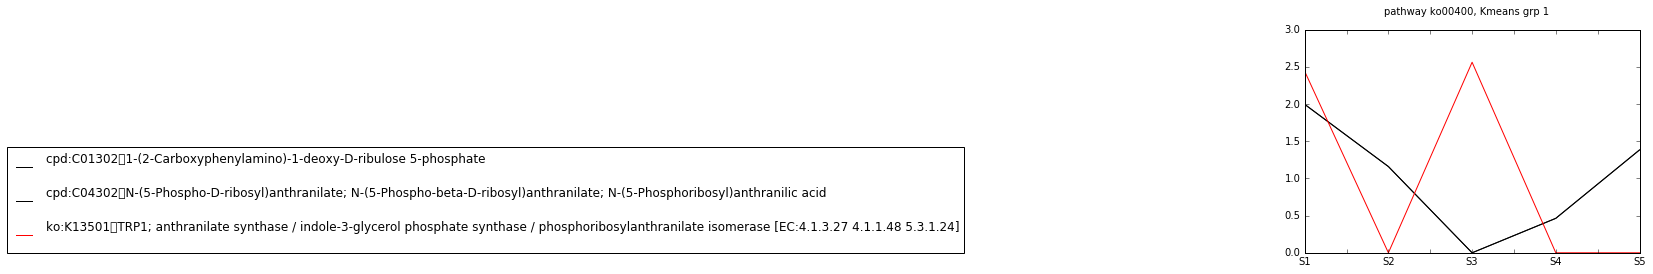 pathway ko00400, Kmeans grp 1
3.0
2.5
2.0
1.5
1.0
0.5
0.0
S1 S2 S3 S4 S5
cpd:C01302▯1-(2-Carboxyphenylamino)-1-deoxy-D-ribulose 5-phosphate
cpd:C04302▯N-(5-Phospho-D-ribosyl)anthranilate; N-(5-Phospho-beta-D-ribosyl)anthranilate; N-(5-Phosphoribosyl)anthranilic acid
ko:K13501▯TRP1; anthranilate synthase / indole-3-glycerol phosphate synthase / phosphoribosylanthranilate isomerase [EC:4.1.3.27 4.1.1.48 5.3.1.24]